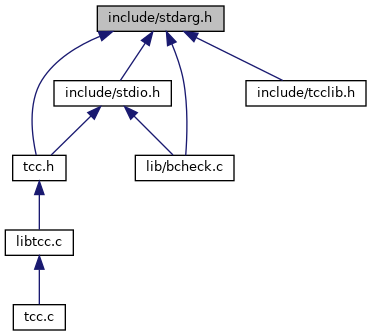 include/stdarg.h
include/stdio.h
include/tcclib.h
tcc.h
lib/bcheck.c
libtcc.c
tcc.c